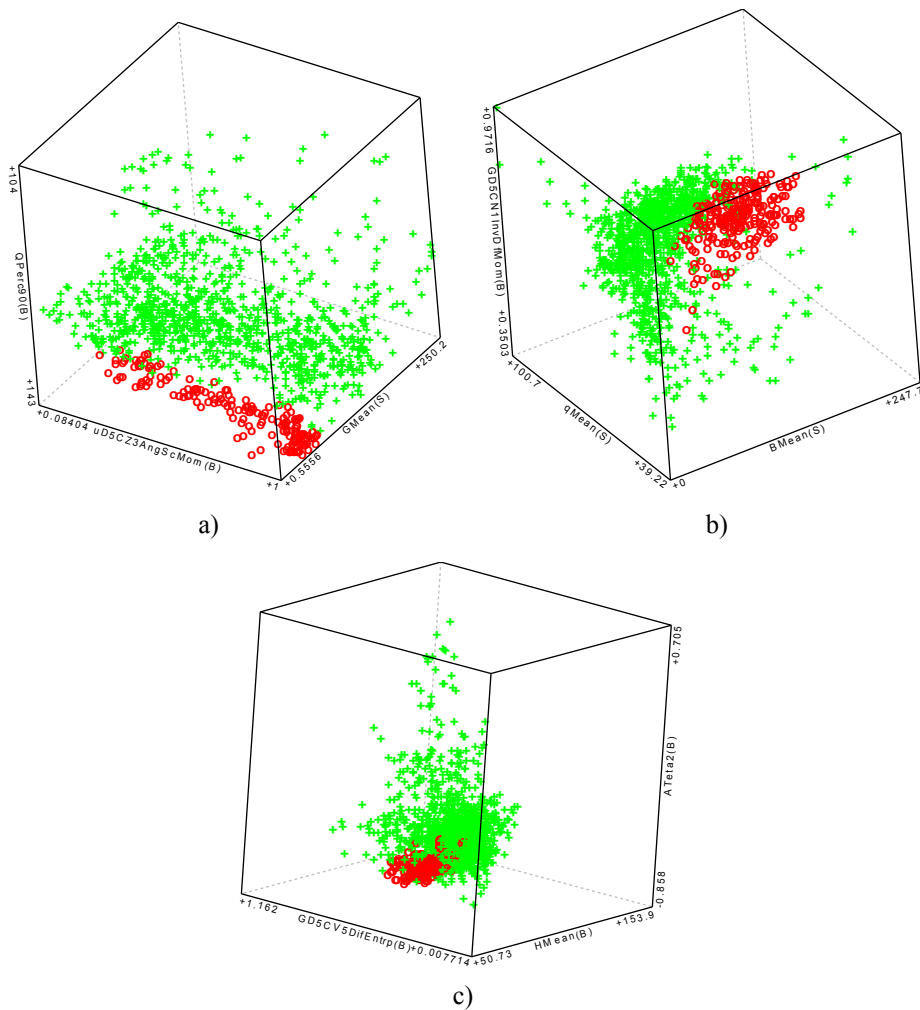 +104
QPerc90(B)
+143
+0.08404 uD5CZ3AngScMom(B) +1
+0.5556 GMean(S) +250.2
a)
+0.9716 GD5CN1InvDfMom(B) +0.3503
+100.7 qMean(S) +39.22
+0 BMean(S) +247.7
b)
+0.705
ATeta2(B)
-0.858
+1.162 GD5CV5DifEntrp(B) +0.007714
+50.73 HMean(B) +153.9
c)